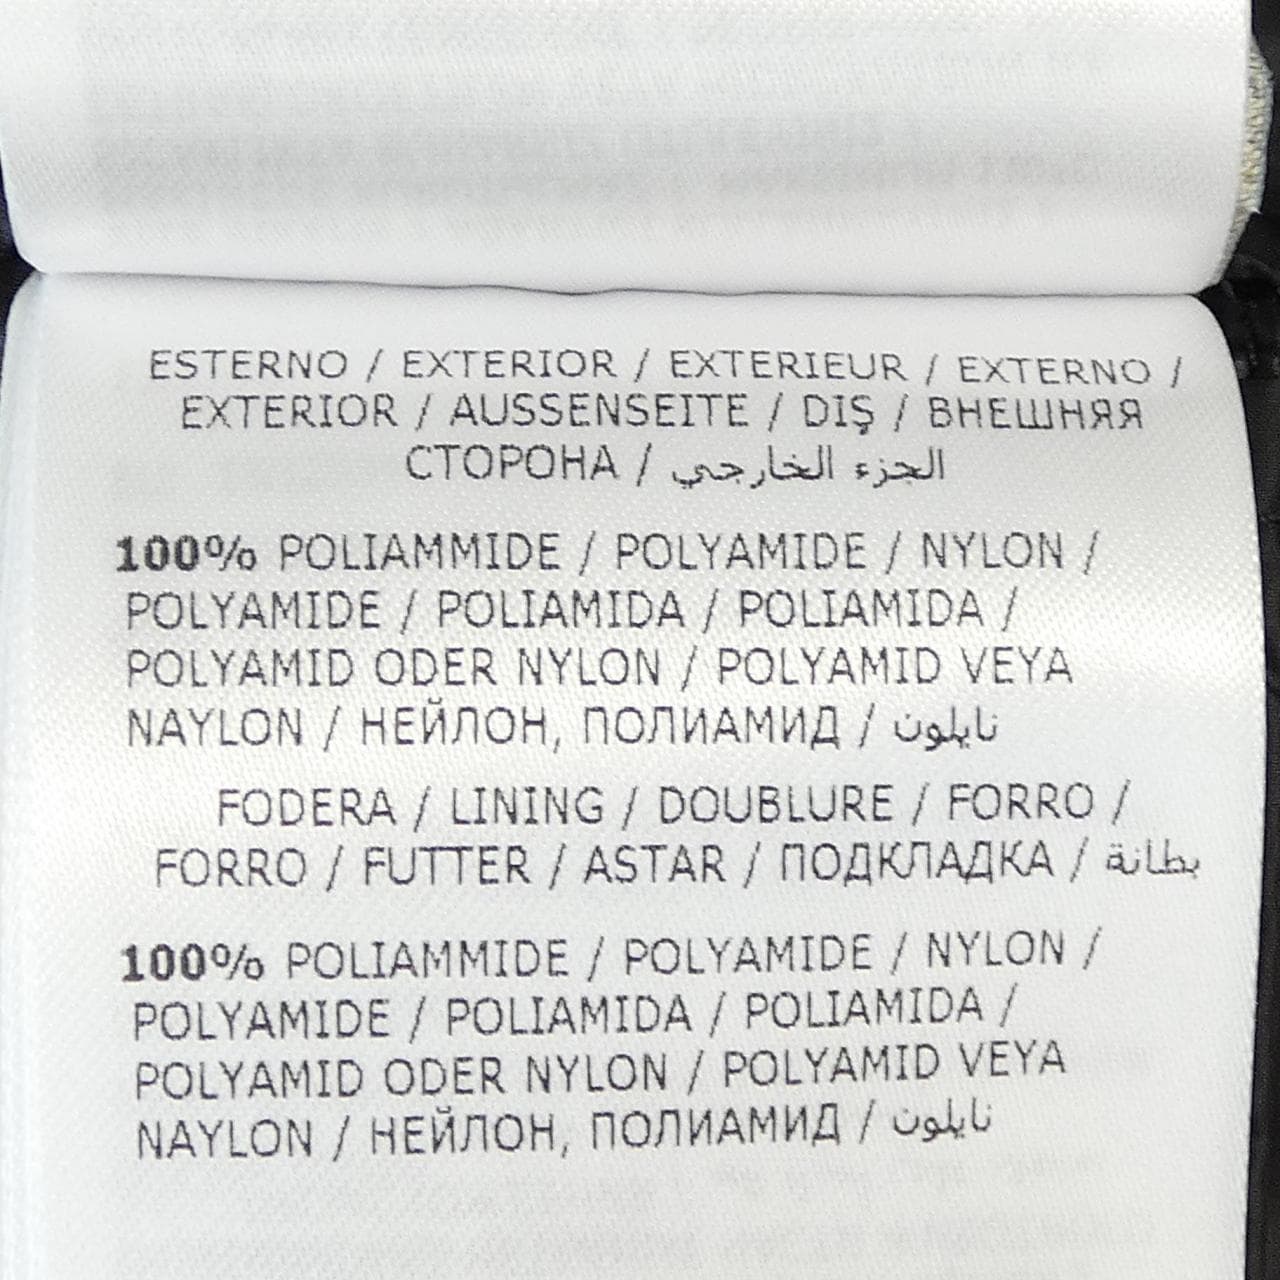 ESTERNO / EXTERIOR / EXTERIEUR / EXTERNO /
EXTERIOR / AUSSENSEITE / DIŞ / ВНЕШНЯЯ
СТОРОНА / الجزء الخارجي
100% POLIAMMIDE / POLYAMIDE / NYLON /
POLYAMIDE / POLIAMIDA / POLIAMIDA /
POLYAMID ODER NYLON / POLYAMID VEYA
NAYLON / НЕЙЛОН, ПОЛИАМИД / نايلون
FODERA / LINING / DOUBLURE / FORRO /
FORRO / FUTTER / ASTAR / ПОДКЛАДКА / بطانة
100% POLIAMMIDE / POLYAMIDE / NYLON /
POLYAMIDE / POLIAMIDA / POLIAMIDA /
POLYAMID ODER NYLON / POLYAMID VEYA
NAYLON / НЕЙЛОН, ПОЛИАМИД / نايلون